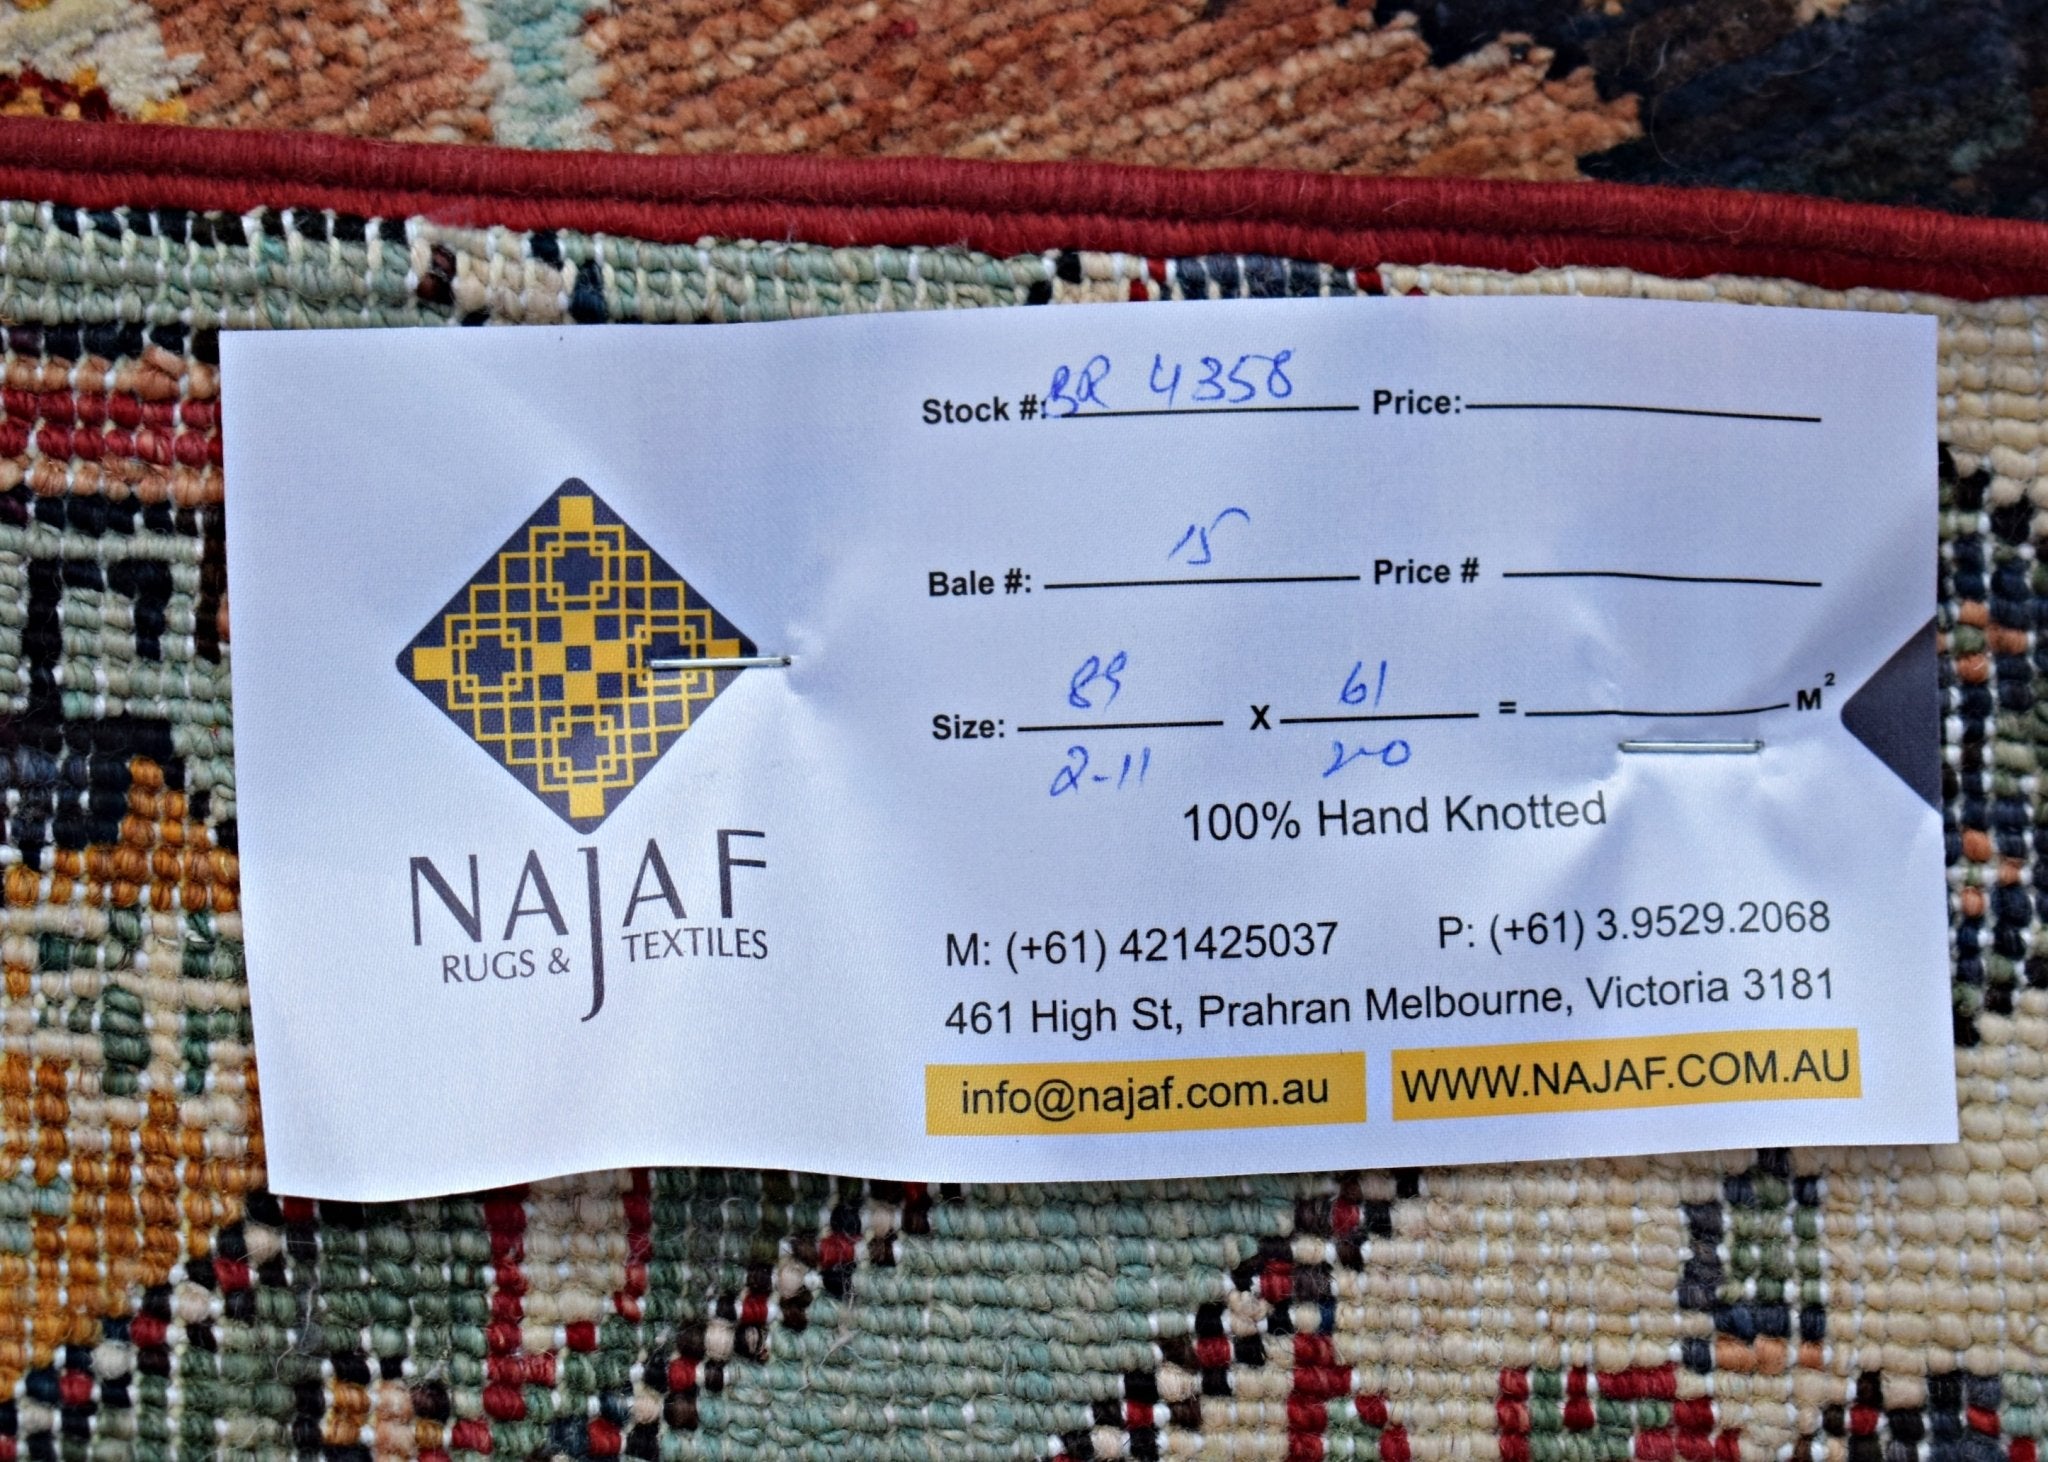 NAJAF
RUGS & TEXTILES
Stock #: BR 4358 Price:
Bale #: 15 Price #
Size: 89 x 61 = M²
2-11 2-0
100% Hand Knotted
M: (+61) 421425037 P: (+61) 3.9529.2068
461 High St, Prahran Melbourne, Victoria 3181
info@najaf.com.au WWW.NAJAF.COM.AU